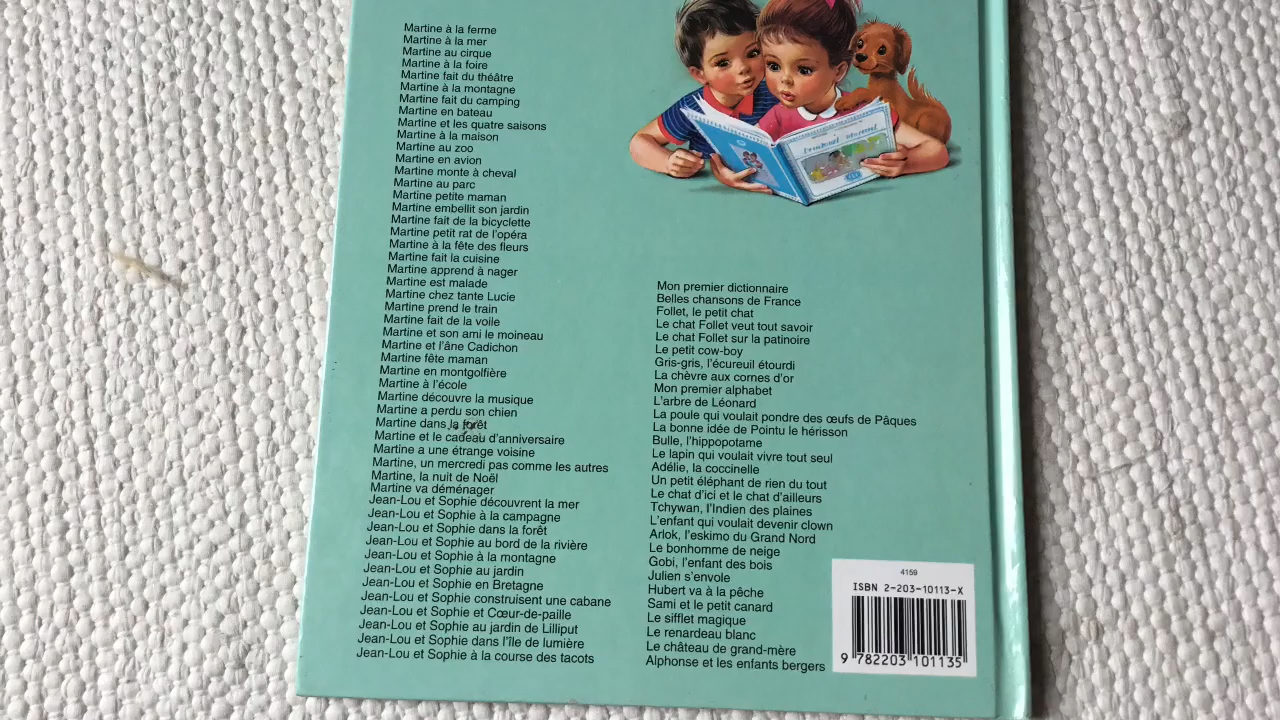 Martine à la ferme
Martine à la mer
Martine au cirque
Martine à la foire
Martine fait du théâtre
Martine à la montagne
Martine fait du camping
Martine en bateau
Martine et les quatre saisons
Martine à la maison
Martine au zoo
Martine en avion
Martine monte à cheval
Martine au parc
Martine petite maman
Martine embellit son jardin
Martine fait de la bicyclette
Martine petit rat de l'opéra
Martine à la fête des fleurs
Martine fait la cuisine
Martine apprend à nager
Martine est malade
Martine chez tante Lucie
Martine prend le train
Martine fait de la voile
Martine et son ami le moineau
Martine et l'âne Cadichon
Martine fête maman
Martine en montgolfière
Martine à l'école
Martine découvre la musique
Martine a perdu son chien
Martine dans la forêt
Martine et le cadeau d'anniversaire
Martine a une étrange voisine
Martine, un mercredi pas comme les autres
Martine, la nuit de Noël
Martine va déménager
Jean-Lou et Sophie découvrent la mer
Jean-Lou et Sophie à la campagne
Jean-Lou et Sophie dans la forêt
Jean-Lou et Sophie au bord de la rivière
Jean-Lou et Sophie à la montagne
Jean-Lou et Sophie au jardin
Jean-Lou et Sophie en Bretagne
Jean-Lou et Sophie construisent une cabane
Jean-Lou et Sophie et Cœur-de-paille
Jean-Lou et Sophie au jardin de Lilliput
Jean-Lou et Sophie dans l'île de lumière
Jean-Lou et Sophie à la course des tacots
Mon premier dictionnaire
Belles chansons de France
Follet, le petit chat
Le chat Follet veut tout savoir
Le chat Follet sur la patinoire
Le petit cow-boy
Gris-gris, l'écureuil étourdi
La chèvre aux cornes d'or
Mon premier alphabet
L'arbre de Léonard
La poule qui voulait pondre des œufs de Pâques
La bonne idée de Pointu le hérisson
Bulle, l'hippopotame
Le lapin qui voulait vivre tout seul
Adélie, la coccinelle
Un petit éléphant de rien du tout
Le chat d'ici et le chat d'ailleurs
Tchywan, l'Indien des plaines
L'enfant qui voulait devenir clown
Arlok, l'eskimo du Grand Nord
Le bonhomme de neige
Gobi, l'enfant des bois
Julien s'envole
Hubert va à la pêche
Sami et le petit canard
Le sifflet magique
Le renardeau blanc
Le château de grand-mère
Alphonse et les enfants bergers
4159
ISBN 2-203-10113-X
9 782203 101135